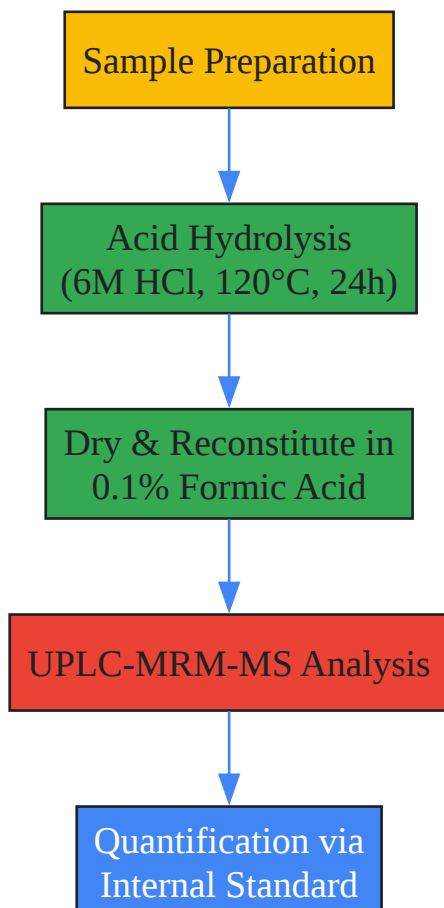 Sample Preparation
Acid Hydrolysis
(6M HCl, 120°C, 24h)
Dry & Reconstitute in
0.1% Formic Acid
UPLC-MRM-MS Analysis
Quantification via
Internal Standard